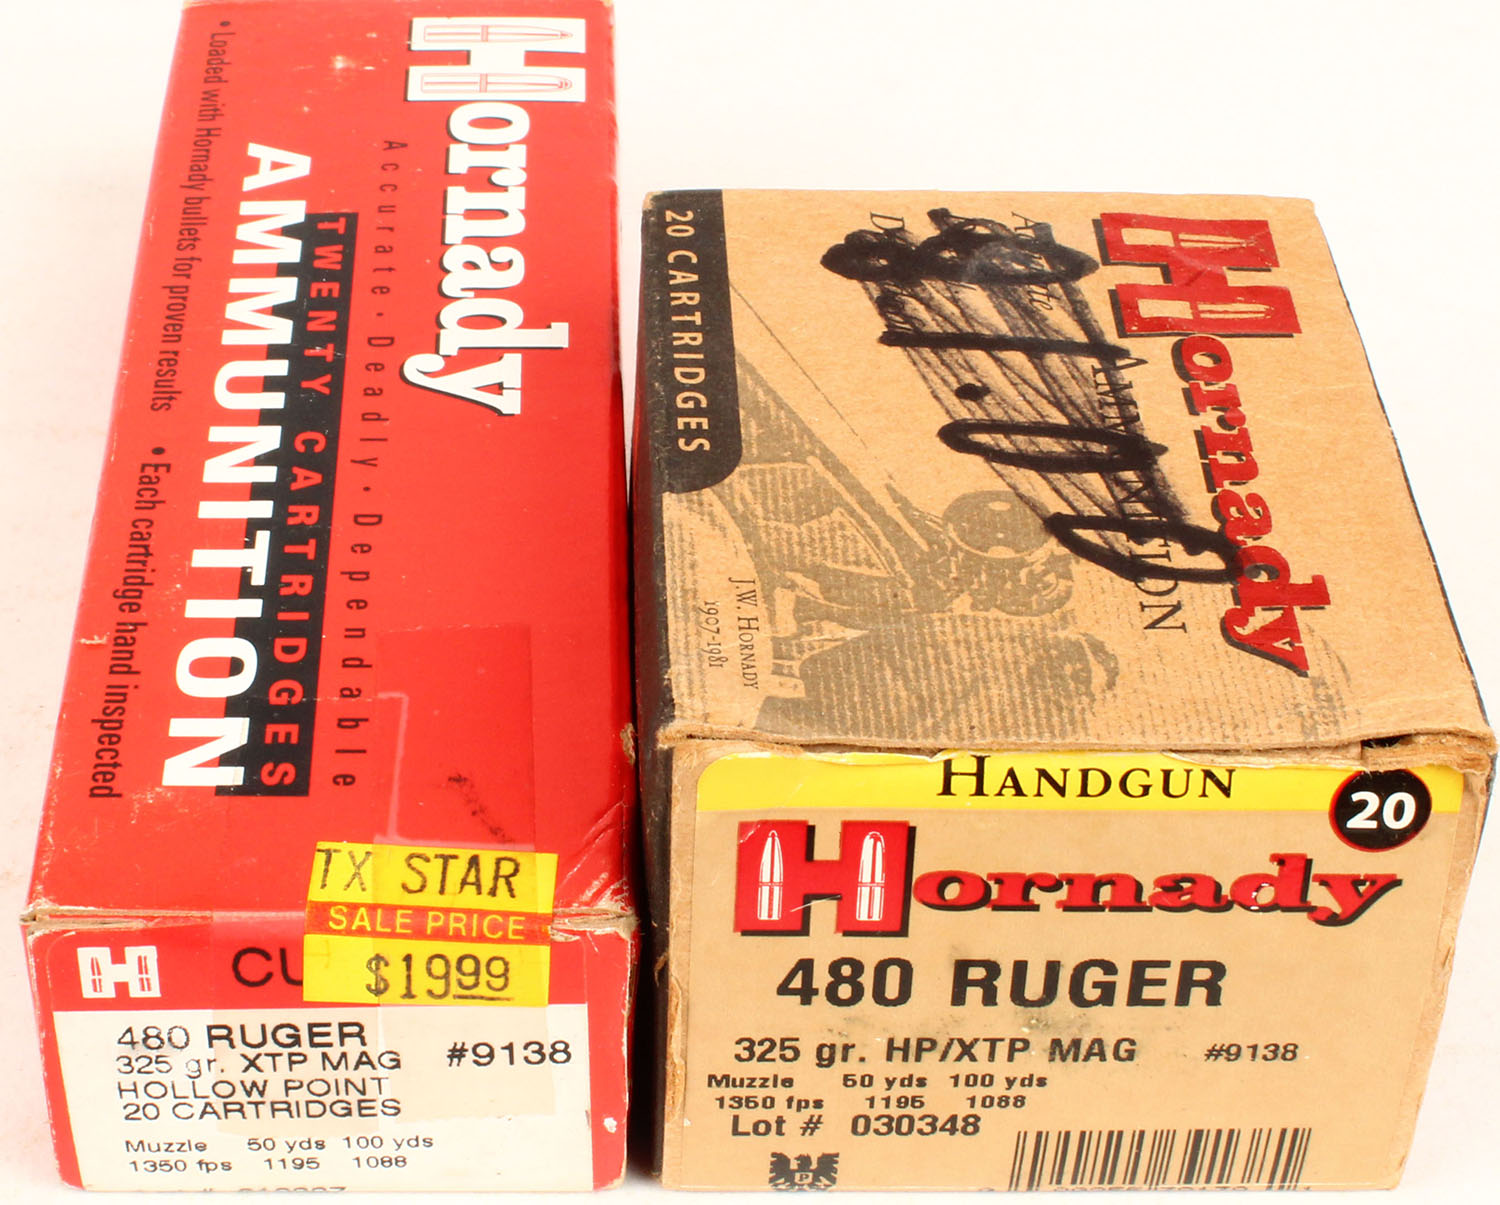 Hornady
Accurate . Deadly . Dependable
TWENTY CARTRIDGES
AMMUNITION
• Loaded with Hornady bullets for proven results • Each cartridge hand inspected
TX STAR
SALE PRICE
$19.99
480 RUGER
325 gr. XTP MAG #9138
HOLLOW POINT
20 CARTRIDGES
Muzzle 50 yds 100 yds
1350 fps 1195 1088
Hornady
AMMUNITION
20 CARTRIDGES
J.W. HORNADY
1907-1981
HANDGUN
20
Hornady
480 RUGER
325 gr. HP/XTP MAG #9138
Muzzle 50 yds 100 yds
1350 fps 1195 1088
Lot # 030348